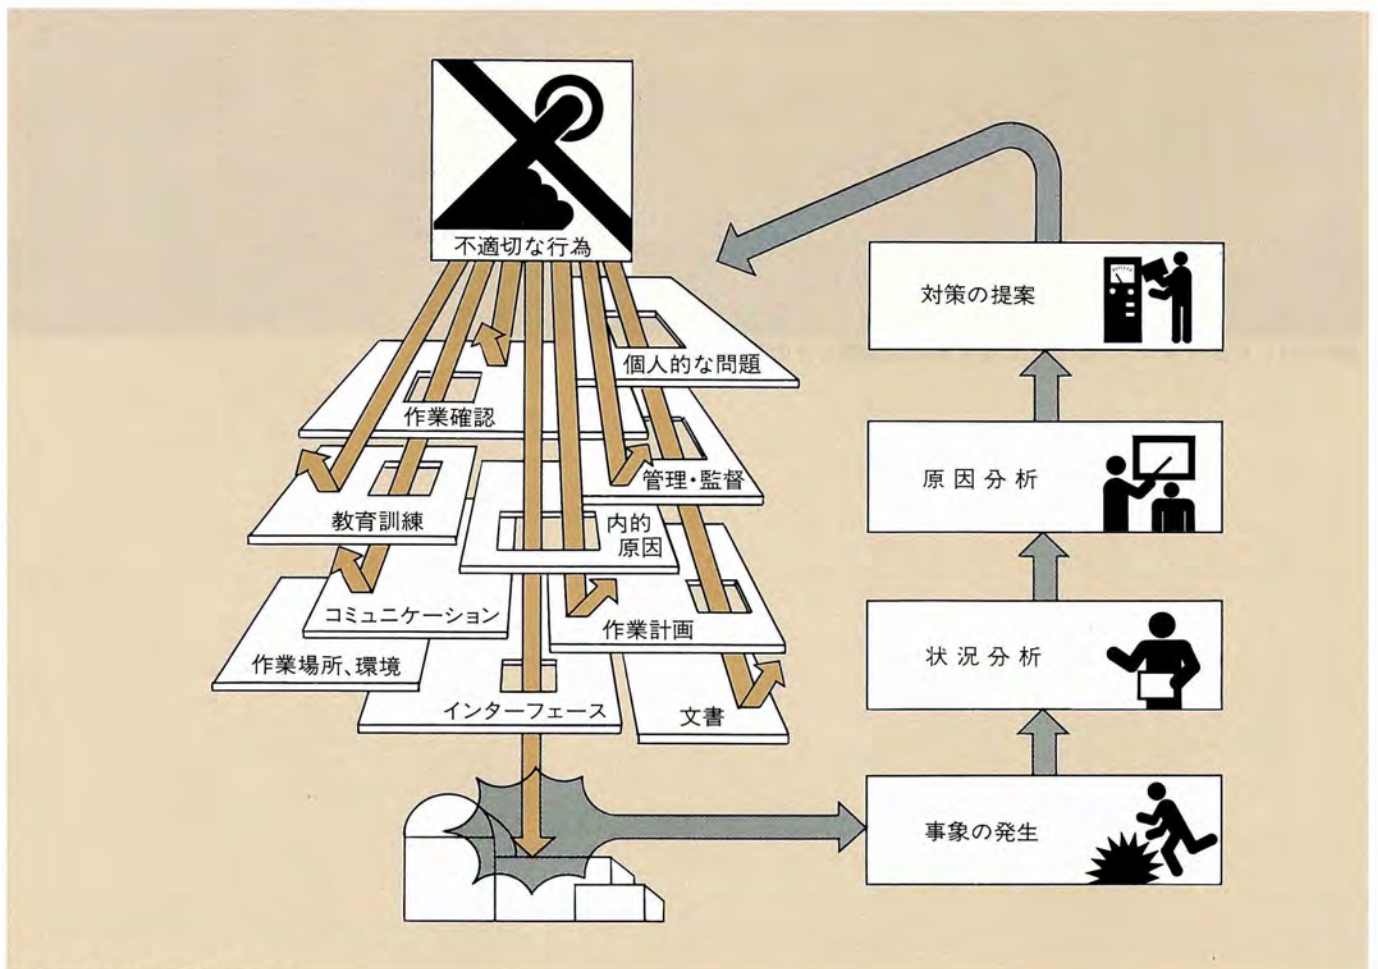 不適切な行為
個人的な問題
作業確認
管理・監督
教育訓練
内的
原因
コミュニケーション
作業計画
作業場所、環境
インターフェース
文書
対策の提案
原因分析
状況分析
事象の発生